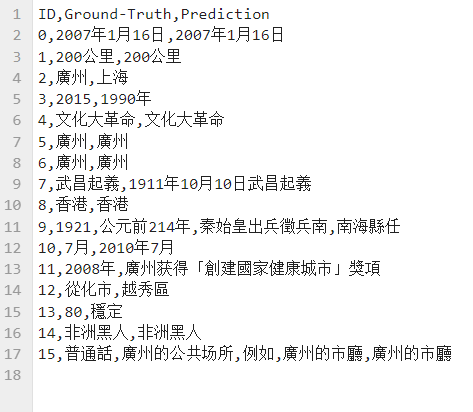 1 ID,Ground-Truth,Prediction
2 0,2007年1月16日,2007年1月16日
3 1,200公里,200公里
4 2,廣州,上海
5 3,2015,1990年
6 4,文化大革命,文化大革命
7 5,廣州,廣州
8 6,廣州,廣州
9 7,武昌起義,1911年10月10日武昌起義
10 8,香港,香港
11 9,1921,公元前214年,秦始皇出兵徵兵南,南海縣任
12 10,7月,2010年7月
13 11,2008年,廣州获得「創建國家健康城市」獎項
14 12,從化市,越秀區
15 13,80,穩定
16 14,非洲黑人,非洲黑人
17 15,普通話,廣州的公共场所,例如,廣州的市廳,廣州的市廳
18